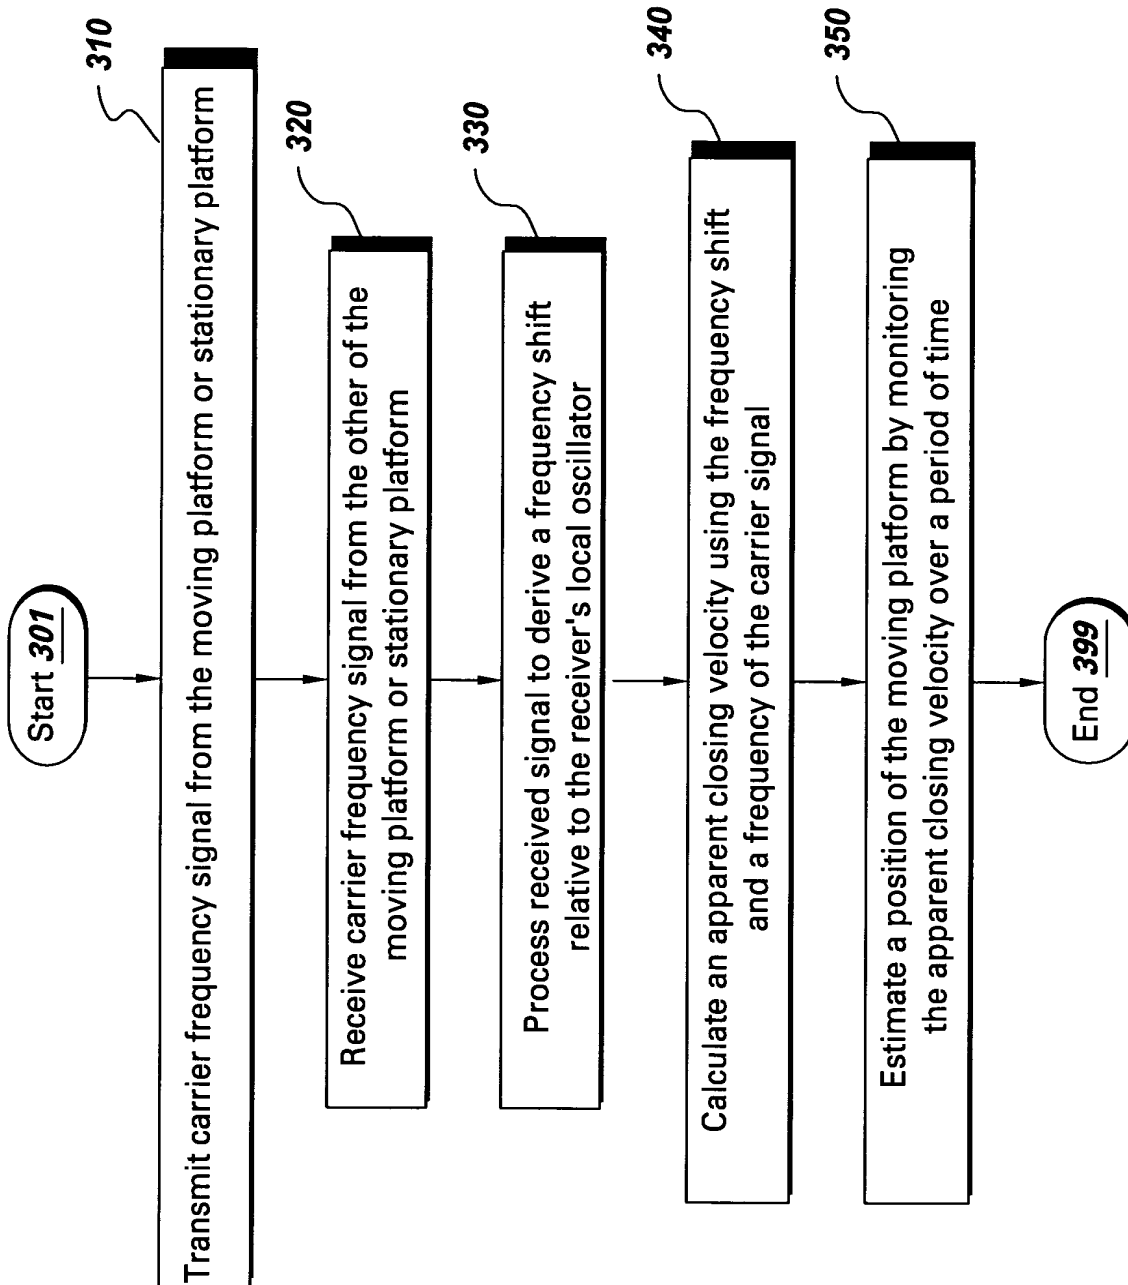 Start 301
310
Transmit carrier frequency signal from the moving platform or stationary platform
320
Receive carrier frequency signal from the other of the
moving platform or stationary platform
330
Process received signal to derive a frequency shift
relative to the receiver's local oscillator
340
Calculate an apparent closing velocity using the frequency shift
and a frequency of the carrier signal
350
Estimate a position of the moving platform by monitoring
the apparent closing velocity over a period of time
End 399